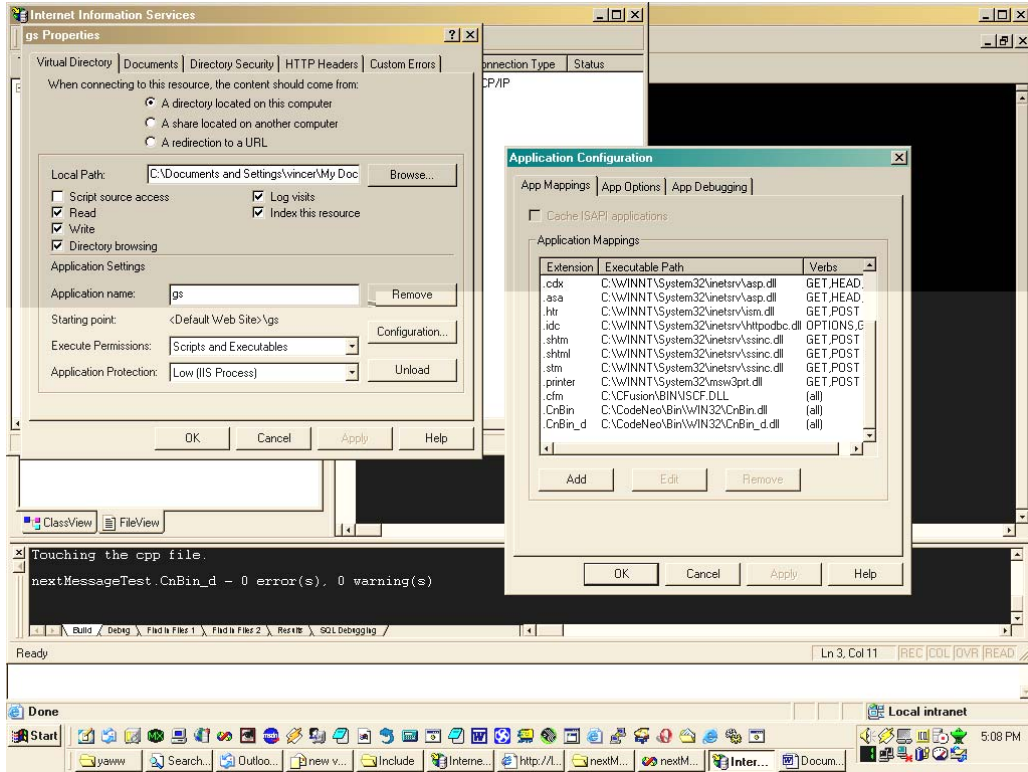 Internet Information Services
gs Properties
Virtual Directory Documents Directory Security HTTP Headers Custom Errors
When connecting to this resource, the content should come from:
A directory located on this computer
A share located on another computer
A redirection to a URL
Local Path: C:\Documents and Settings\vincer\My Doc Browse...
Script source access Log visits
Read Index this resource
Write
Directory browsing
Application Settings
Application name: gs Remove
Starting point: <Default Web Site>\gs
Configuration...
Execute Permissions: Scripts and Executables
Application Protection: Low (IIS Process) Unload
OK Cancel Apply Help
onnection Type Status
CP/IP
Application Configuration
App Mappings App Options App Debugging
Cache ISAPI applications
Application Mappings
Extension Executable Path Verbs
.cdx C:\WINNT\System32\inetsrv\asp.dll GET,HEAD,
.asa C:\WINNT\System32\inetsrv\asp.dll GET,HEAD,
.htr C:\WINNT\System32\inetsrv\ism.dll GET,POST
.idc C:\WINNT\System32\inetsrv\httpodbc.dll OPTIONS,G
.shtm C:\WINNT\System32\inetsrv\ssinc.dll GET,POST
.shtml C:\WINNT\System32\inetsrv\ssinc.dll GET,POST
.stm C:\WINNT\System32\inetsrv\ssinc.dll GET,POST
.printer C:\WINNT\System32\msw3prt.dll GET,POST
.cfm C:\CFusion\BIN\ISCF.DLL (all)
.CnBin C:\CodeNeo\Bin\WIN32\CnBin.dll (all)
.CnBin_d C:\CodeNeo\Bin\WIN32\CnBin_d.dll (all)
Add Edit Remove
OK Cancel Apply Help
ClassView FileView
Touching the cpp file.
nextMessageTest.CnBin_d - 0 error(s), 0 warning(s)
Build Debug Find in Files 1 Find in Files 2 Results SQL Debugging
Ready Ln 3, Col 11 REC COL OVR READ
Done Local intranet
Start 5:08 PM
yaww Search... Outloo... new v... Include Interne... http://l... nextM... nextM... Inter... Docum...